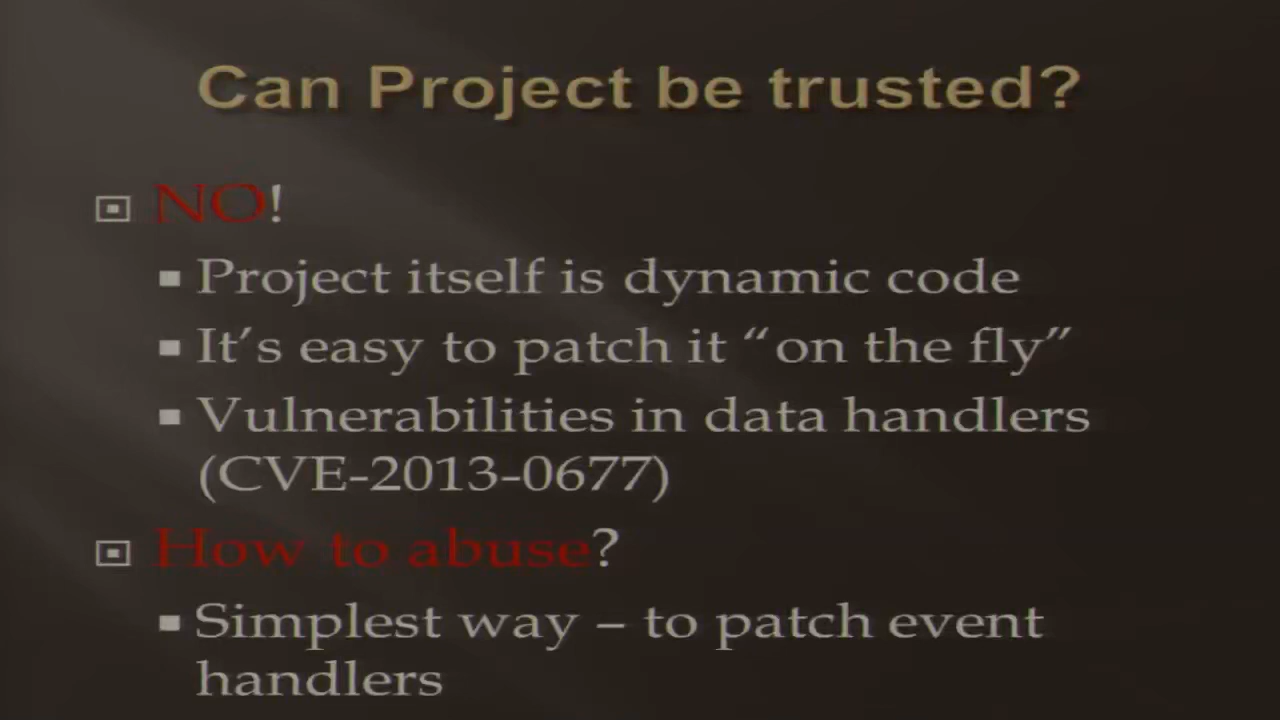 Can Project be trusted?
NO!
Project itself is dynamic code
It's easy to patch it “on the fly”
Vulnerabilities in data handlers
(CVE-2013-0677)
How to abuse?
Simplest way – to patch event
handlers